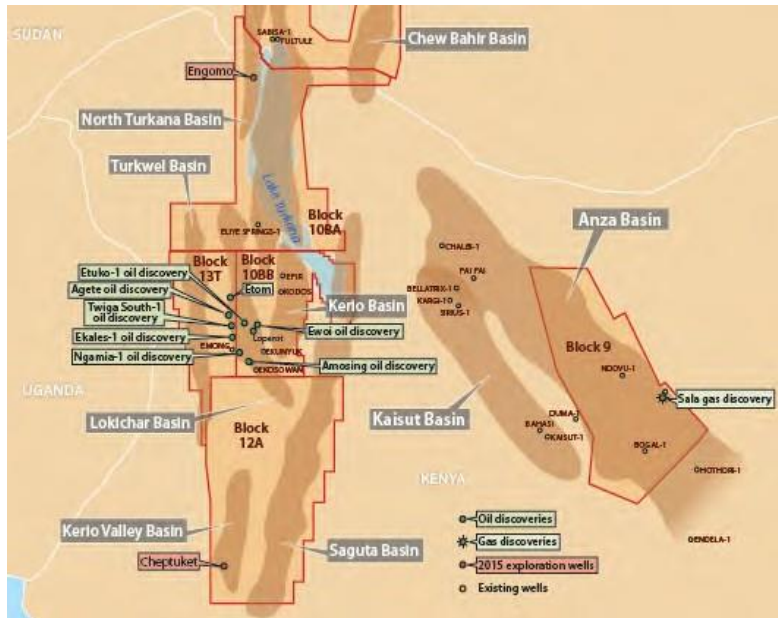 SUDAN
SABISA-1
TULTULE
Chew Bahir Basin
Engomo
North Turkana Basin
Turkwel Basin
Lake Turkana
Block
10BA
ELIYE SPRINGS-1
Anza Basin
CHALBI-1
PAI PAI
BELLATRIX-1
KARGI-1
SIRIUS-1
Block
13T
Block
10BB
Etuko-1 oil discovery
Agete oil discovery
Twiga South-1
oil discovery
Ekales-1 oil discovery
Ngamia-1 oil discovery
Etom
EPIR
KODOS
Kerio Basin
Ewoi oil discovery
Loperot
EMONG
EKUNYUK
Amosing oil discovery
EKOSOWAN
Block 9
NDOVU-1
Sala gas discovery
UGANDA
Lokichar Basin
Block
12A
Kaisut Basin
DUMA-1
BAHASI
KAISUT-1
BOGAL-1
HOTHORI-1
KENYA
ENDELA-1
Kerio Valley Basin
Saguta Basin
Cheptuket
Oil discoveries
Gas discoveries
2015 exploration wells
Existing wells